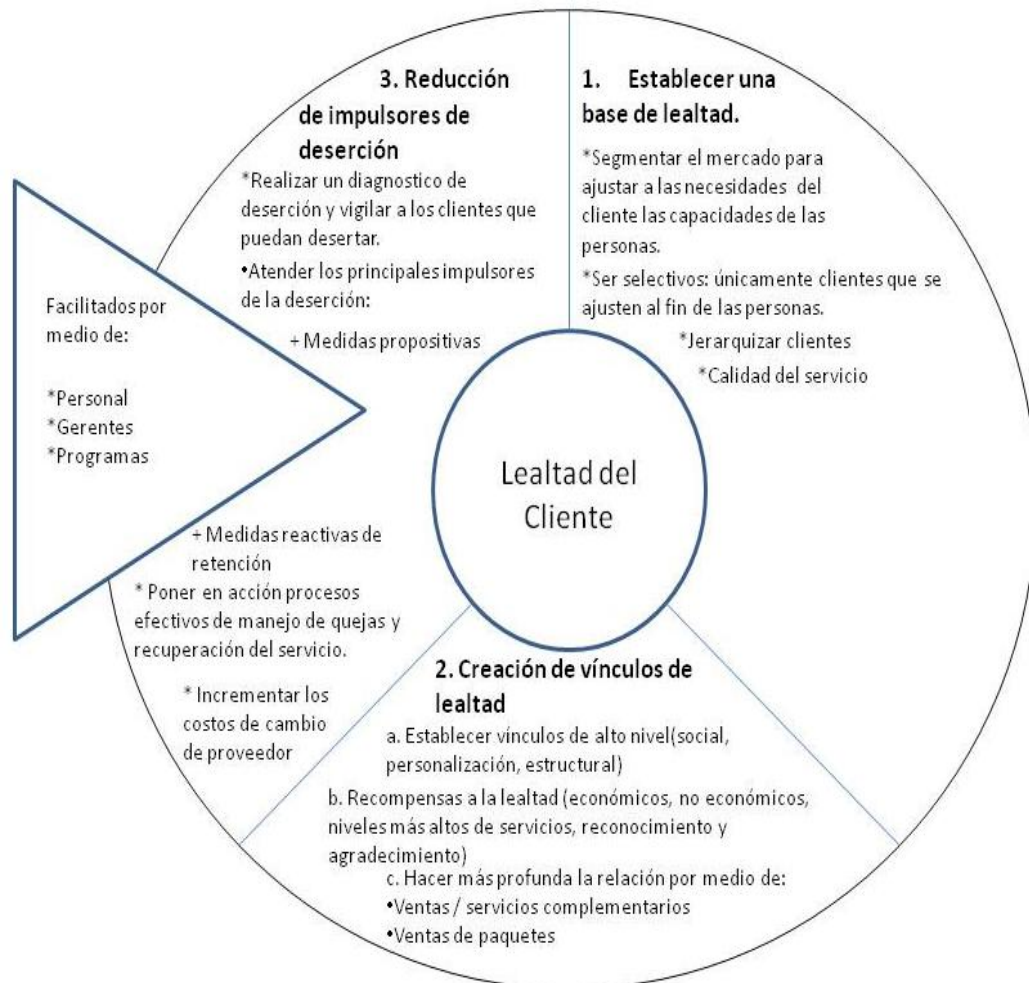 3. Reducción
de impulsores de
deserción
*Realizar un diagnostico de
deserción y vigilar a los clientes que
puedan desertar.
•Atender los principales impulsores
de la deserción:
+ Medidas propositivas
+ Medidas reactivas de
retención
* Poner en acción procesos
efectivos de manejo de quejas y
recuperación del servicio.
* Incrementar los
costos de cambio
de proveedor
1. Establecer una
base de lealtad.
*Segmentar el mercado para
ajustar a las necesidades del
cliente las capacidades de las
personas.
*Ser selectivos: únicamente clientes que se
ajusten al fin de las personas.
*Jerarquizar clientes
*Calidad del servicio
Facilitados por
medio de:
*Personal
*Gerentes
*Programas
Lealtad del
Cliente
2. Creación de vínculos de
lealtad
a. Establecer vínculos de alto nivel(social,
personalización, estructural)
b. Recompensas a la lealtad (económicos, no económicos,
niveles más altos de servicios, reconocimiento y
agradecimiento)
c. Hacer más profunda la relación por medio de:
•Ventas / servicios complementarios
•Ventas de paquetes